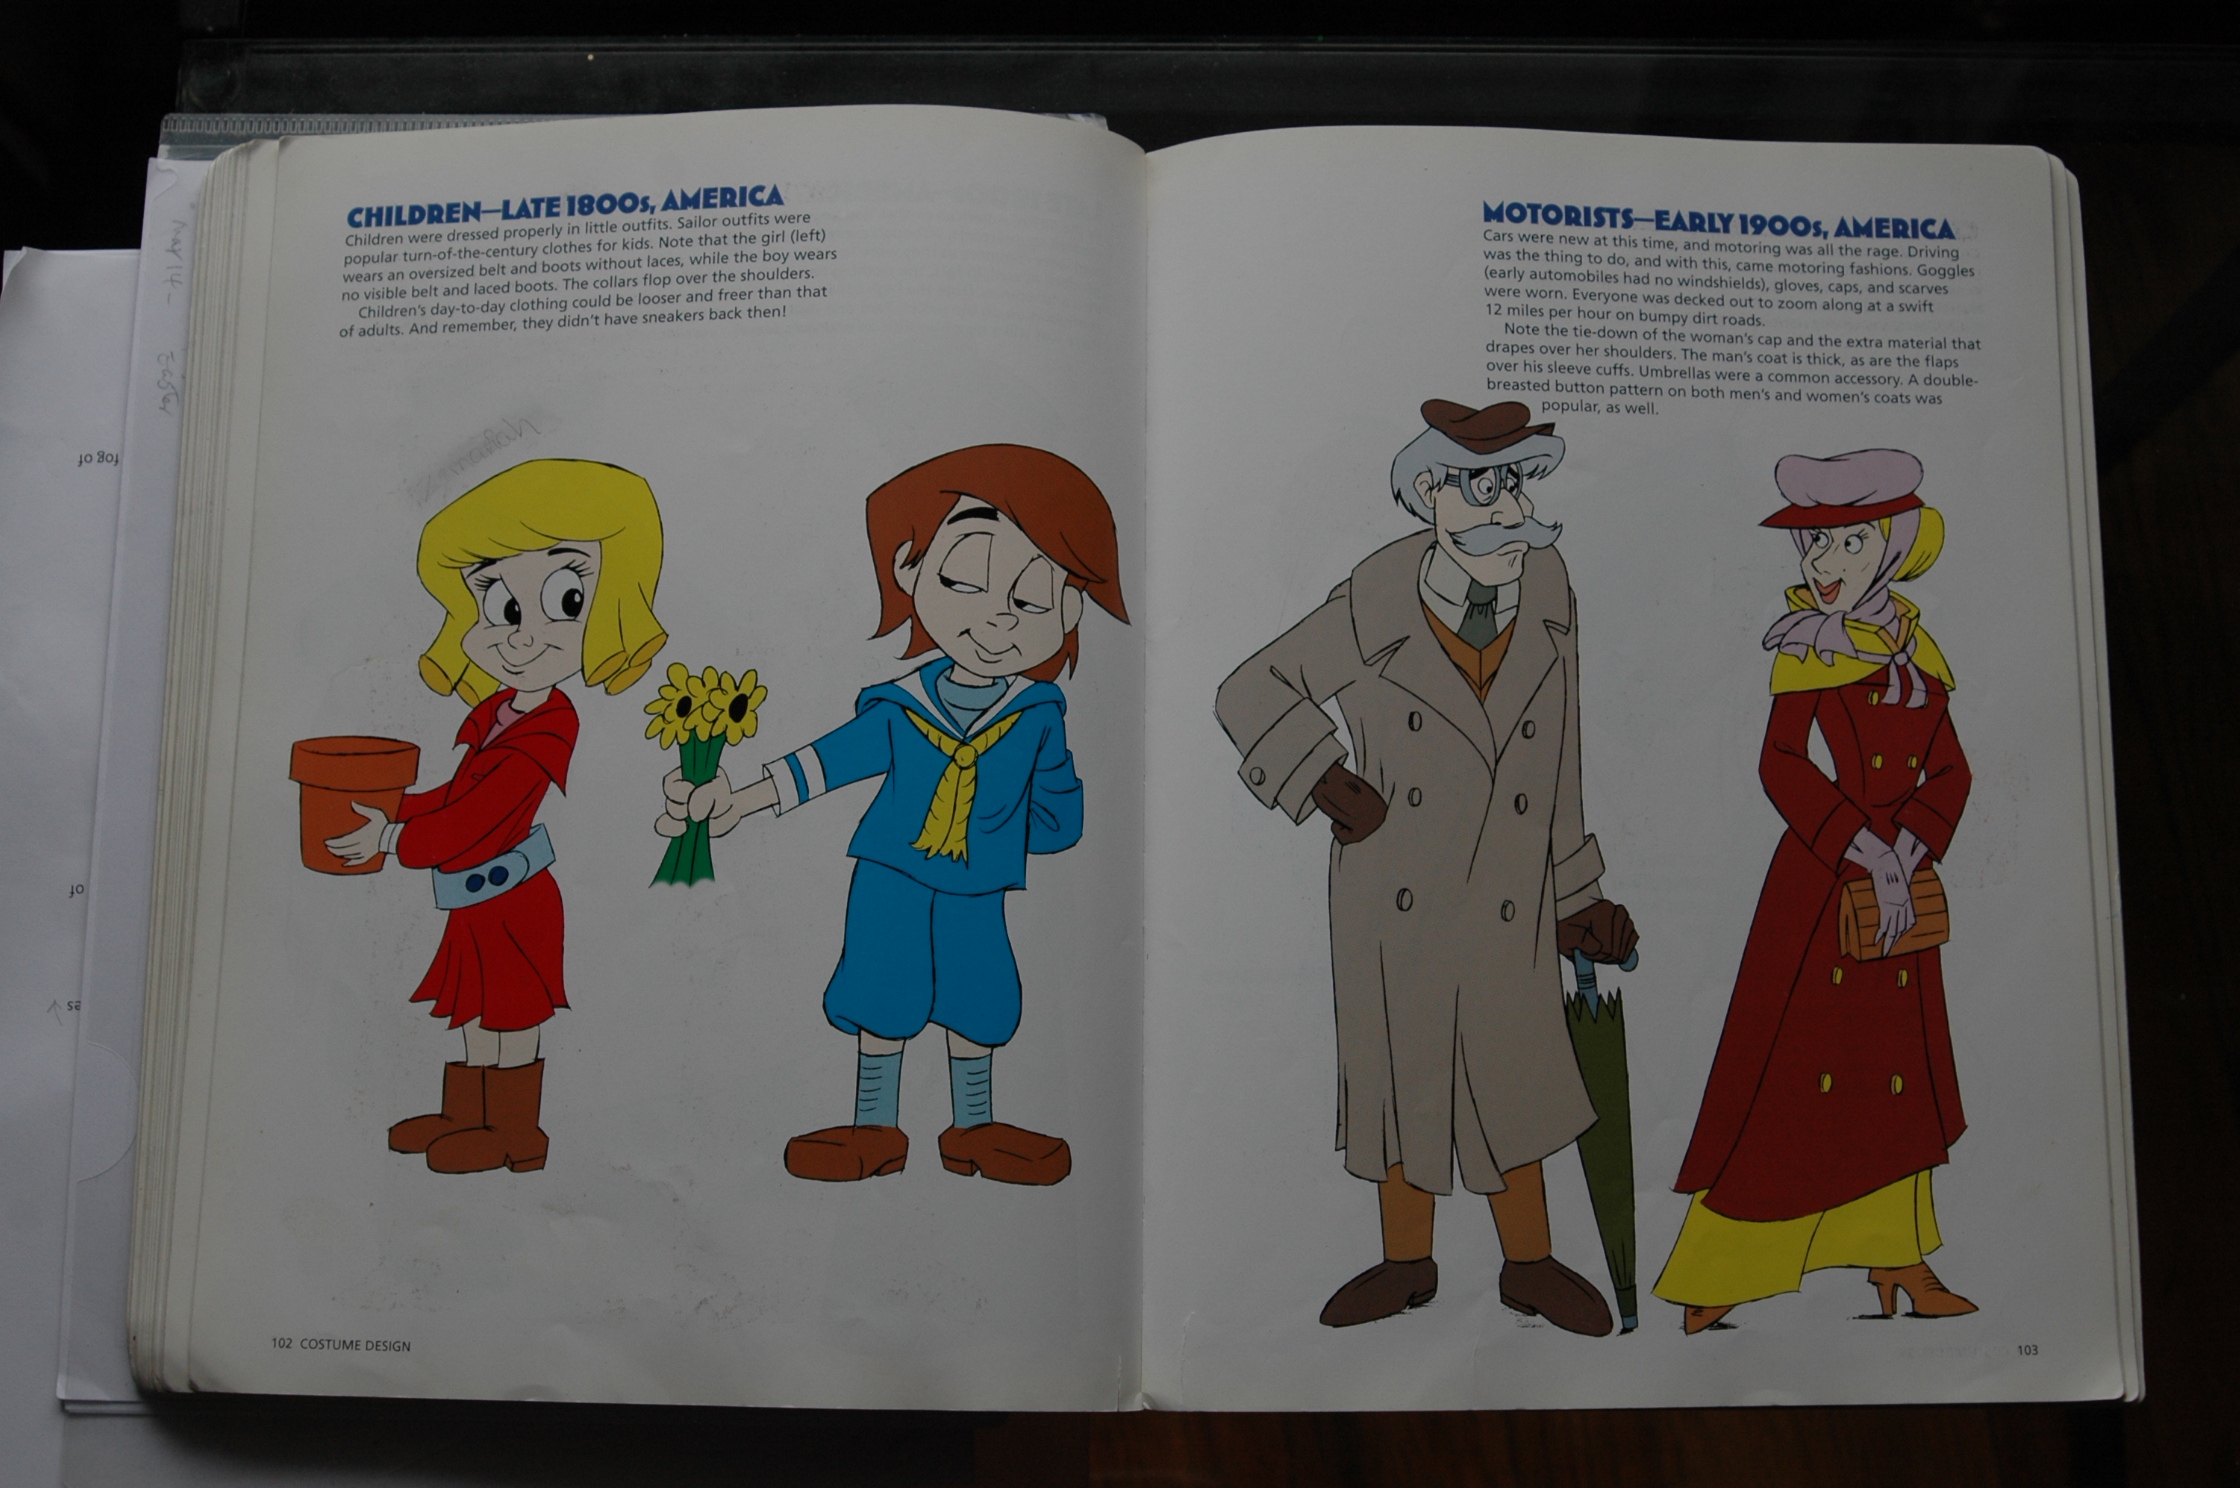 CHILDREN—LATE 1800s, AMERICA
Children were dressed properly in little outfits. Sailor outfits were
popular turn-of-the-century clothes for kids. Note that the girl (left)
wears an oversized belt and boots without laces, while the boy wears
no visible belt and laced boots. The collars flop over the shoulders.
Children's day-to-day clothing could be looser and freer than that
of adults. And remember, they didn't have sneakers back then!
102 COSTUME DESIGN
MOTORISTS—EARLY 1900s, AMERICA
Cars were new at this time, and motoring was all the rage. Driving
was the thing to do, and with this, came motoring fashions. Goggles
(early automobiles had no windshields), gloves, caps, and scarves
were worn. Everyone was decked out to zoom along at a swift
12 miles per hour on bumpy dirt roads.
Note the tie-down of the woman's cap and the extra material that
drapes over her shoulders. The man's coat is thick, as are the flaps
over his sleeve cuffs. Umbrellas were a common accessory. A double-
breasted button pattern on both men's and women's coats was
popular, as well.
103
fog of
of
es
Easter